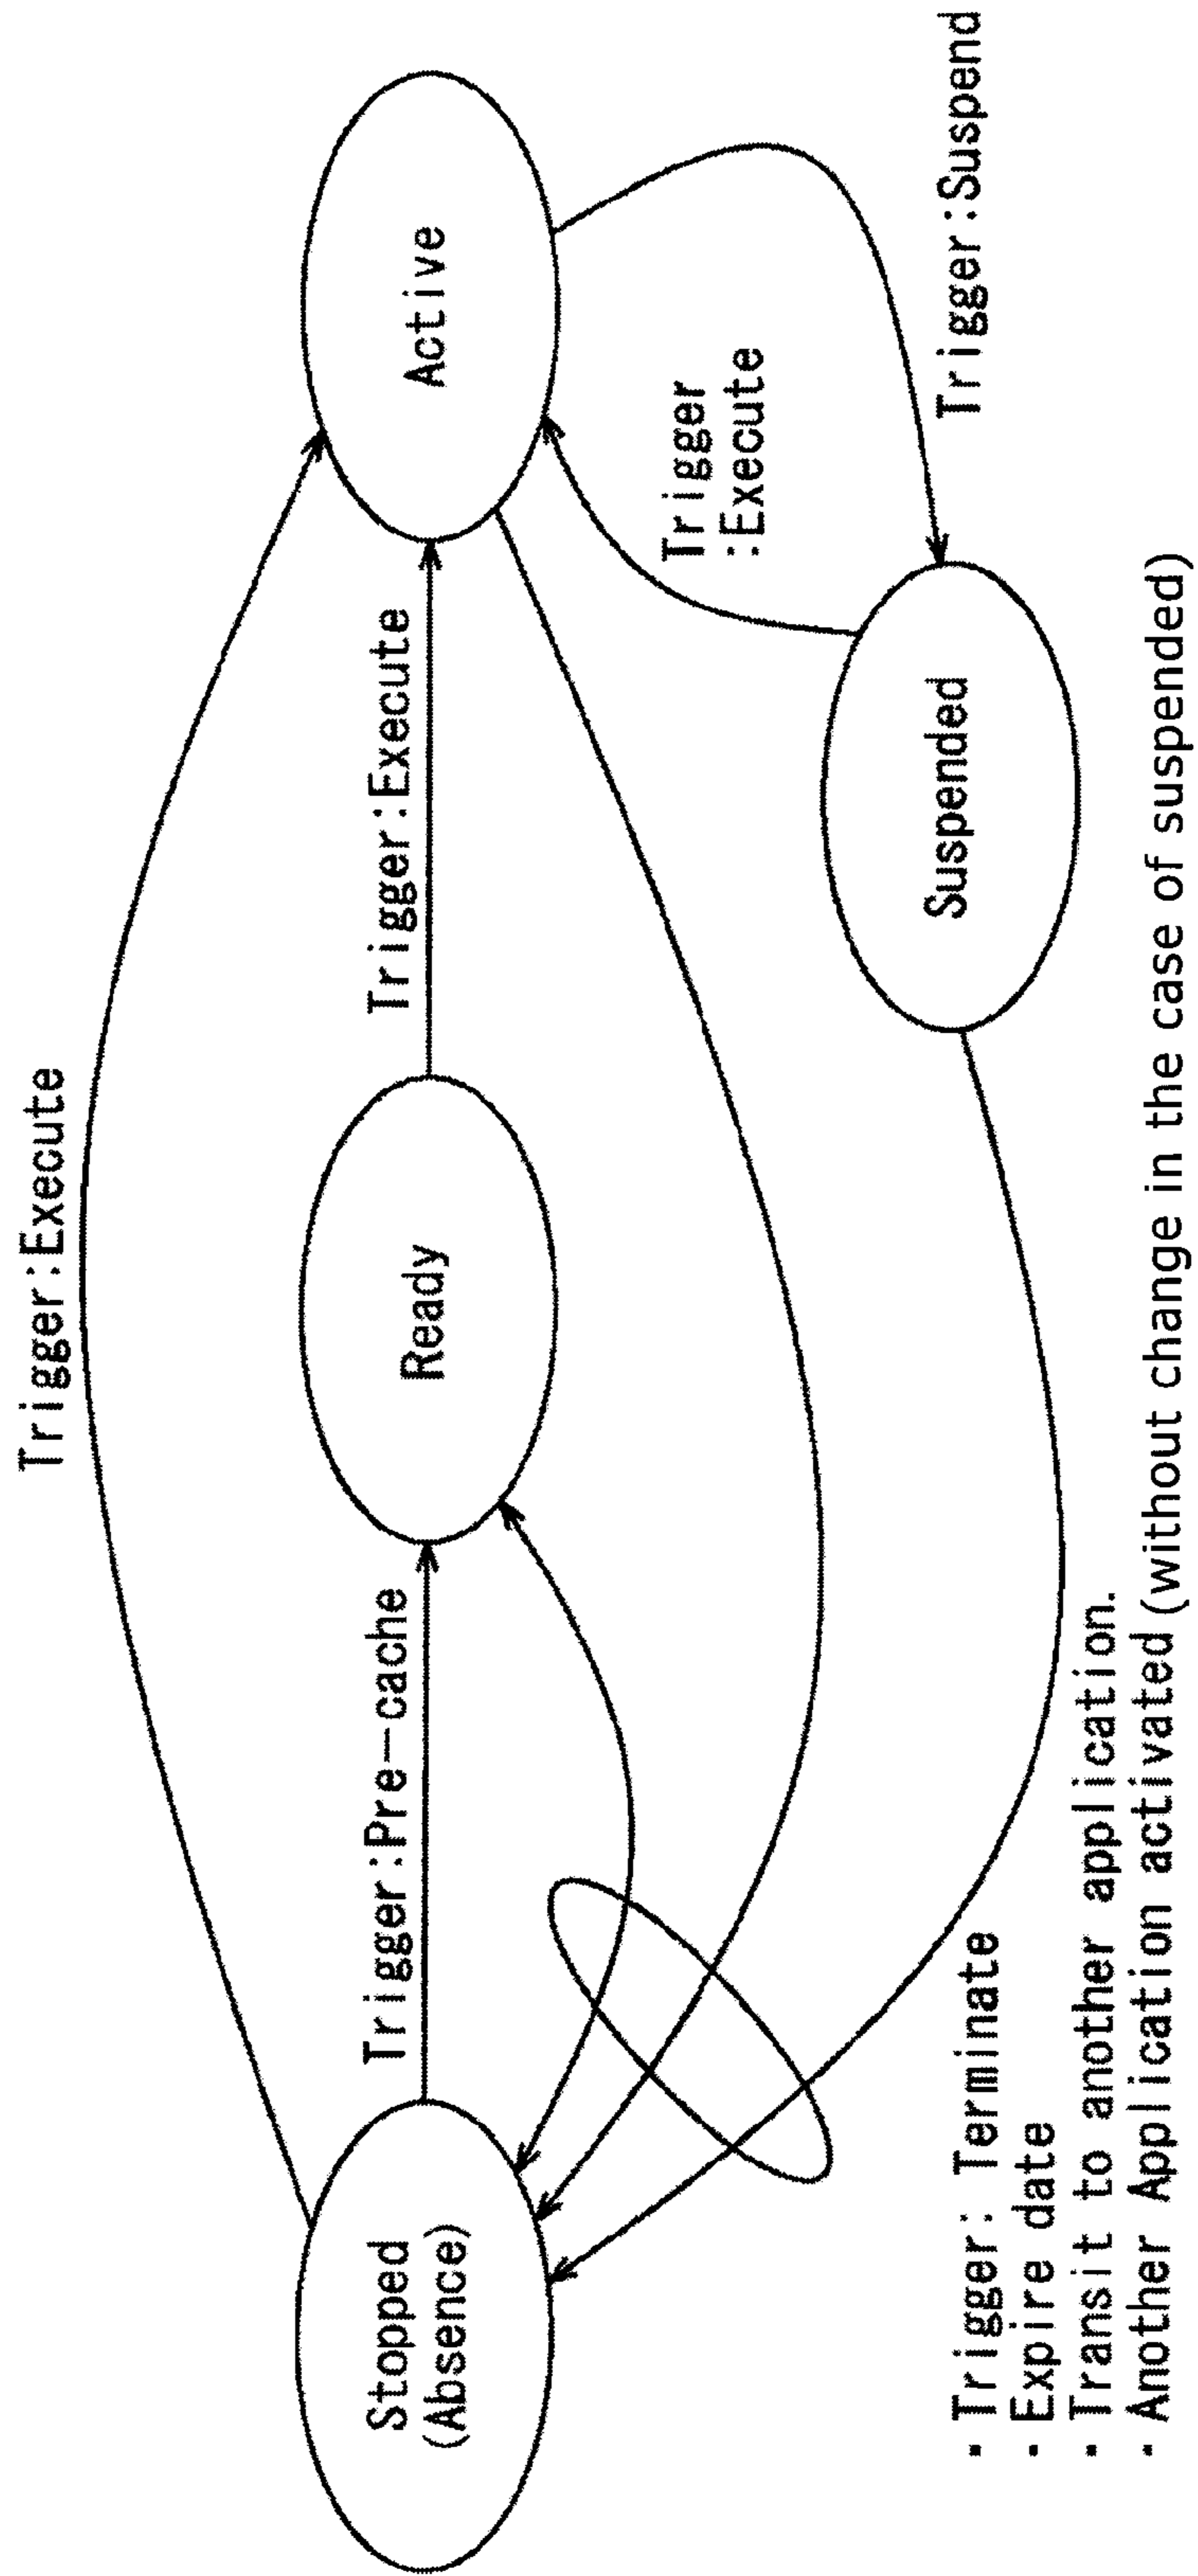 Trigger:Execute
Stopped
(Absence)
Trigger:Pre-cache
Ready
Trigger:Execute
Active
Trigger
:Execute
Suspended
Trigger:Suspend
・Trigger: Terminate
・Expire date
・Transit to another application.
・Another Application activated (without change in the case of suspended)